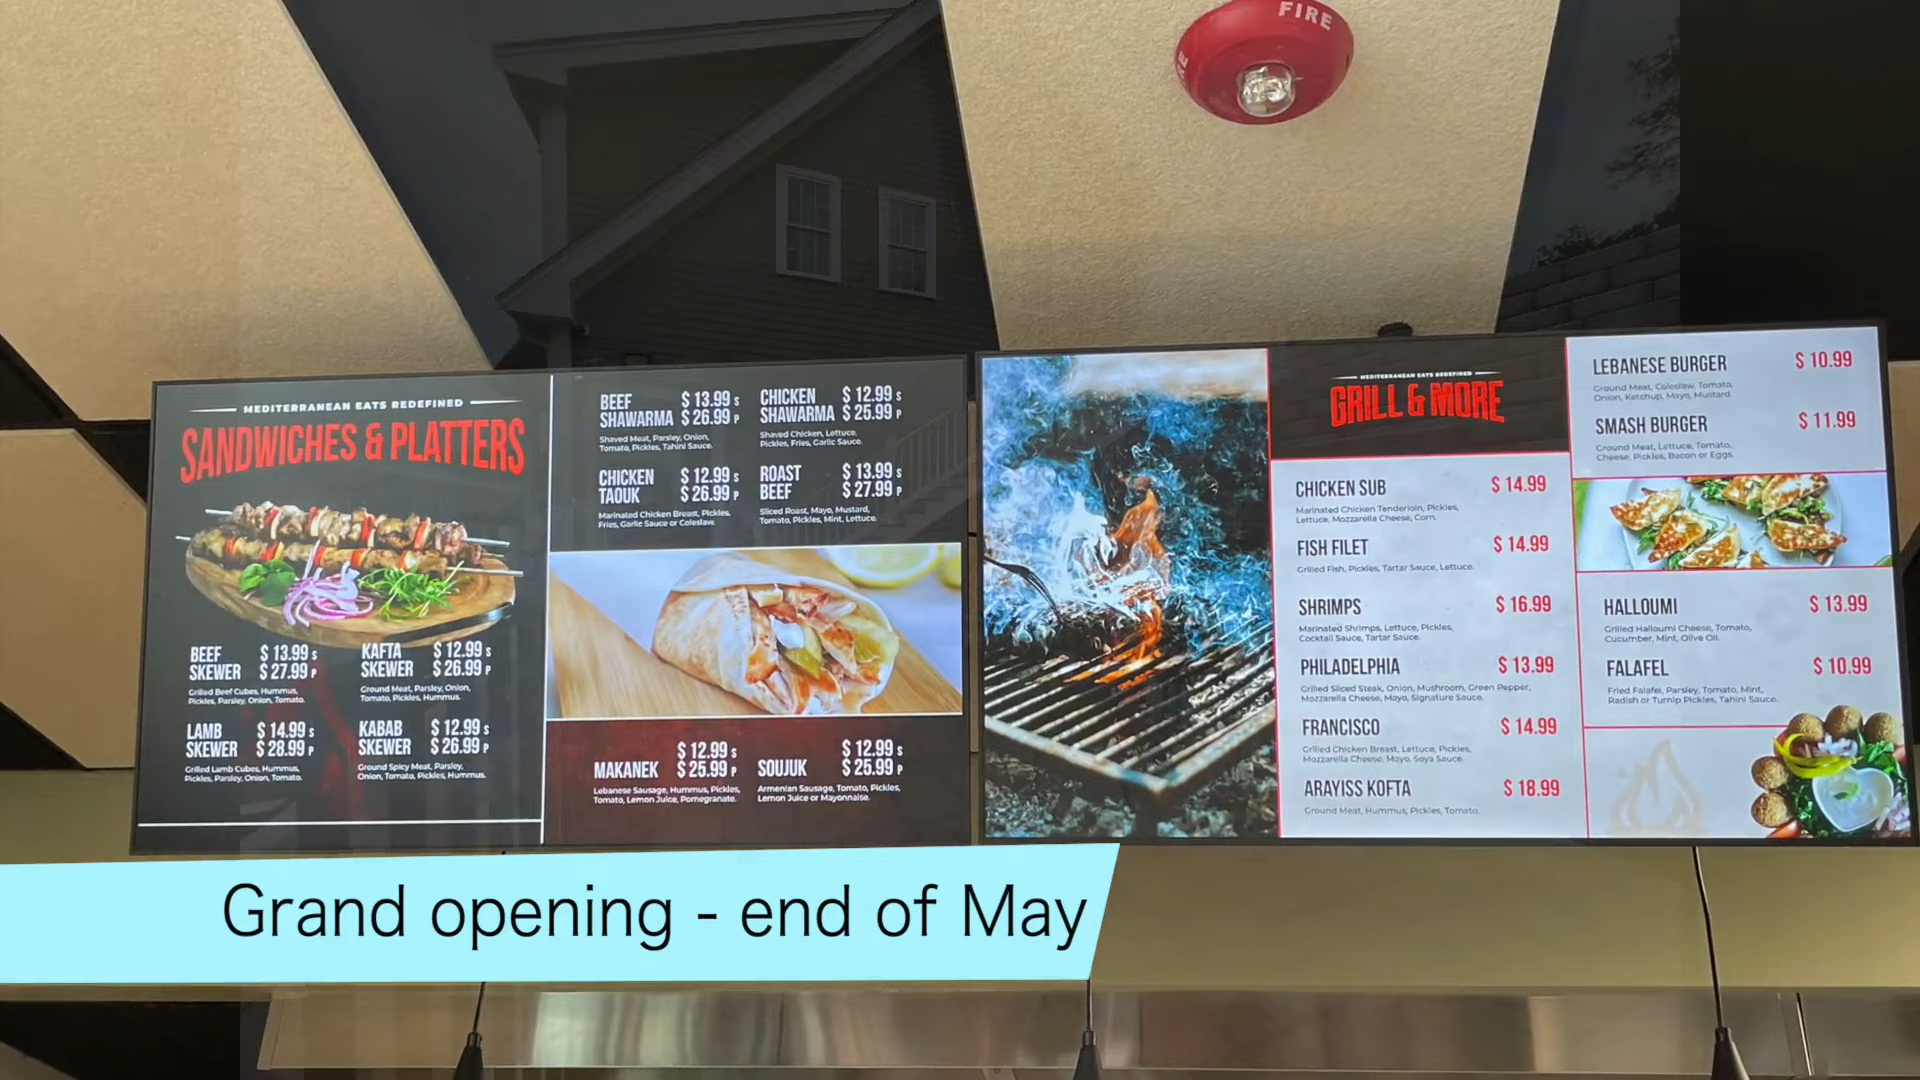 FIRE
MEDITERRANEAN EATS REDEFINED
SANDWICHES & PLATTERS
BEEF SKEWER $ 13.99 S
$ 27.99 P
Grilled Beef Cubes, Hummus,
Pickles, Parsley, Onion, Tomato.
KAFTA SKEWER $ 12.99 S
$ 26.99 P
Ground Meat, Parsley, Onion,
Tomato, Pickles, Hummus.
LAMB SKEWER $ 14.99 S
$ 28.99 P
Grilled Lamb Cubes, Hummus,
Pickles, Parsley, Onion, Tomato.
KABAB SKEWER $ 12.99 S
$ 26.99 P
Ground Spicy Meat, Parsley,
Onion, Tomato, Pickles, Hummus.
BEEF SHAWARMA $ 13.99 S
$ 26.99 P
Shaved Meat, Parsley, Onion,
Tomato, Pickles, Tahini Sauce.
CHICKEN SHAWARMA $ 12.99 S
$ 25.99 P
Shaved Chicken, Lettuce,
Pickles, Fries, Garlic Sauce.
CHICKEN TAOUK $ 12.99 S
$ 26.99 P
Marinated Chicken Breast, Pickles,
Fries, Garlic Sauce or Coleslaw.
ROAST BEEF $ 13.99 S
$ 27.99 P
Sliced Roast, Mayo, Mustard,
Tomato, Pickles, Mint, Lettuce.
MAKANEK $ 12.99 S
$ 25.99 P
Lebanese Sausage, Hummus, Pickles,
Tomato, Lemon Juice, Pomegranate.
SOUJUK $ 12.99 S
$ 25.99 P
Armenian Sausage, Tomato, Pickles,
Lemon Juice or Mayonnaise.
MEDITERRANEAN EATS REDEFINED
GRILL & MORE
CHICKEN SUB $ 14.99
Marinated Chicken Tenderloin, Pickles,
Lettuce, Mozzarella Cheese, Corn.
FISH FILET $ 14.99
Grilled Fish, Pickles, Tartar Sauce, Lettuce.
SHRIMPS $ 16.99
Marinated Shrimps, Lettuce, Pickles,
Cocktail Sauce, Tartar Sauce.
PHILADELPHIA $ 13.99
Grilled Sliced Steak, Onion, Mushroom, Green Pepper,
Mozzarella Cheese, Mayo, Signature Sauce.
FRANCISCO $ 14.99
Grilled Chicken Breast, Lettuce, Pickles,
Mozzarella Cheese, Mayo, Soya Sauce.
ARAYISS KOFTA $ 18.99
Ground Meat, Hummus, Pickles, Tomato.
LEBANESE BURGER $ 10.99
Ground Meat, Coleslaw, Tomato,
Onion, Ketchup, Mayo, Mustard.
SMASH BURGER $ 11.99
Ground Meat, Lettuce, Tomato,
Cheese, Pickles, Bacon or Eggs.
HALLOUMI $ 13.99
Grilled Halloumi Cheese, Tomato,
Cucumber, Mint, Olive Oil.
FALAFEL $ 10.99
Fried Falafel, Parsley, Tomato, Mint,
Radish or Turnip Pickles, Tahini Sauce.
Grand opening - end of May